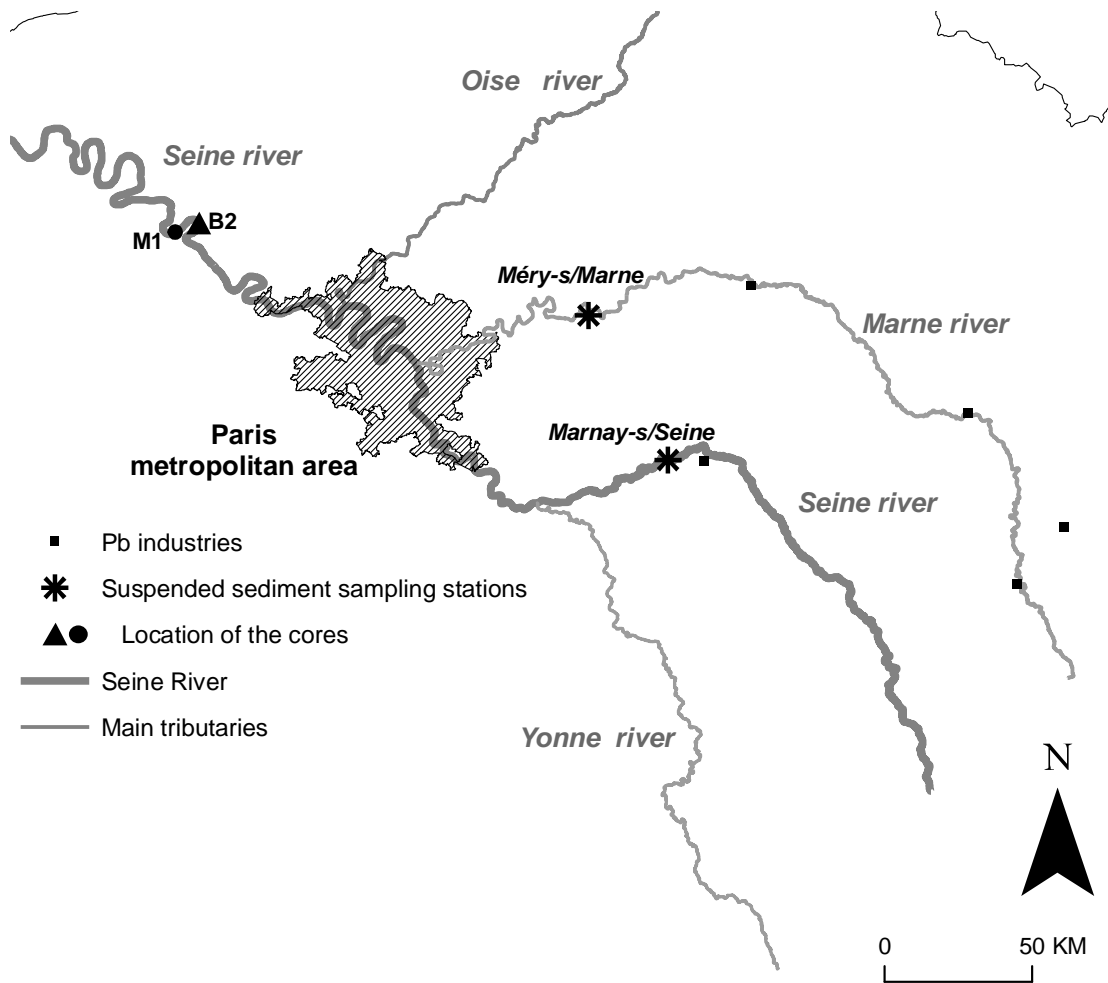 Oise river
Seine river
B2
M1
Méry-s/Marne
Marne river
Marnay-s/Seine
Paris
metropolitan area
Seine river
Pb industries
Suspended sediment sampling stations
Location of the cores
Seine River
Main tributaries
Yonne river
N
0 50 KM